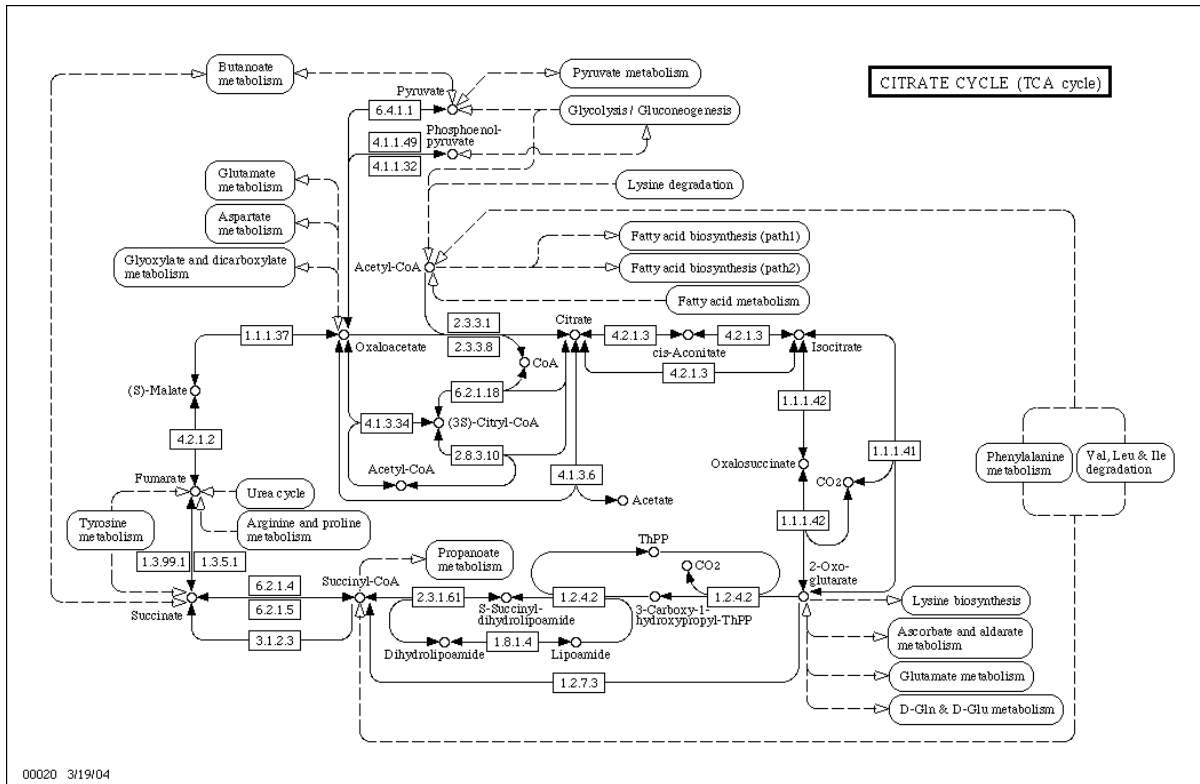 Butanoate
metabolism
Pyruvate metabolism
CITRATE CYCLE (TCA cycle)
Pyruvate
6.4.1.1
Glycolysis / Gluconeogenesis
Phosphoenol-
pyruvate
4.1.1.49
4.1.1.32
Glutamate
metabolism
Lysine degradation
Aspartate
metabolism
Fatty acid biosynthesis (path1)
Glyoxylate and dicarboxylate
metabolism
Acetyl-CoA
Fatty acid biosynthesis (path2)
Fatty acid metabolism
1.1.1.37
Oxaloacetate
2.3.3.1
2.3.3.8
Citrate
4.2.1.3
cis-Aconitate
4.2.1.3
Isocitrate
4.2.1.3
CoA
(S)-Malate
6.2.1.18
1.1.1.42
4.1.3.34
(3S)-Citryl-CoA
4.2.1.2
2.8.3.10
1.1.1.41
Phenylalanine
metabolism
Val, Leu & Ile
degradation
Acetyl-CoA
4.1.3.6
Oxalosuccinate
CO2
Fumarate
Urea cycle
Acetate
Tyrosine
metabolism
Arginine and proline
metabolism
1.1.1.42
1.3.99.1
1.3.5.1
Propanoate
metabolism
ThPP
CO2
2-Oxo-
glutarate
6.2.1.4
6.2.1.5
Succinyl-CoA
2.3.1.61
S-Succinyl-
dihydrolipoamide
1.2.4.2
3-Carboxy-1-
hydroxypropyl-ThPP
1.2.4.2
Lysine biosynthesis
Succinate
3.1.2.3
Dihydrolipoamide
1.8.1.4
Lipoamide
Ascorbate and aldarate
metabolism
1.2.7.3
Glutamate metabolism
D-Gln & D-Glu metabolism
00020 3/19/04